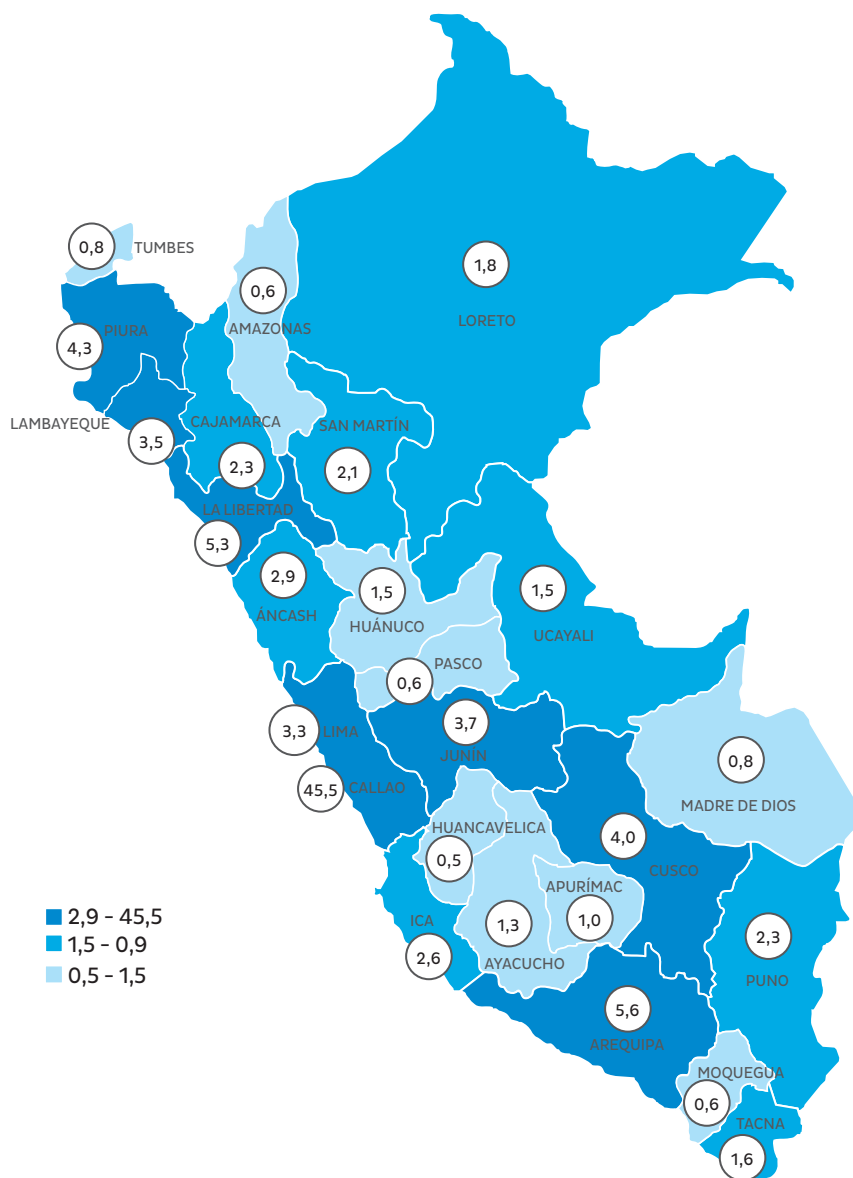 0,8
TUMBES
1,8
LORETO
0,6
AMAZONAS
PIURA
4,3
LAMBAYEQUE
3,5
CAJAMARCA
2,3
SAN MARTÍN
2,1
LA LIBERTAD
5,3
2,9
ÁNCASH
1,5
HUÁNUCO
1,5
UCAYALI
PASCO
0,6
3,3
LIMA
3,7
JUNÍN
45,5
CALLAO
0,8
MADRE DE DIOS
HUANCAVELICA
0,5
4,0
CUSCO
APURÍMAC
1,0
1,3
AYACUCHO
ICA
2,6
2,3
PUNO
5,6
AREQUIPA
MOQUEGUA
0,6
TACNA
1,6
2,9 - 45,5
1,5 - 0,9
0,5 - 1,5